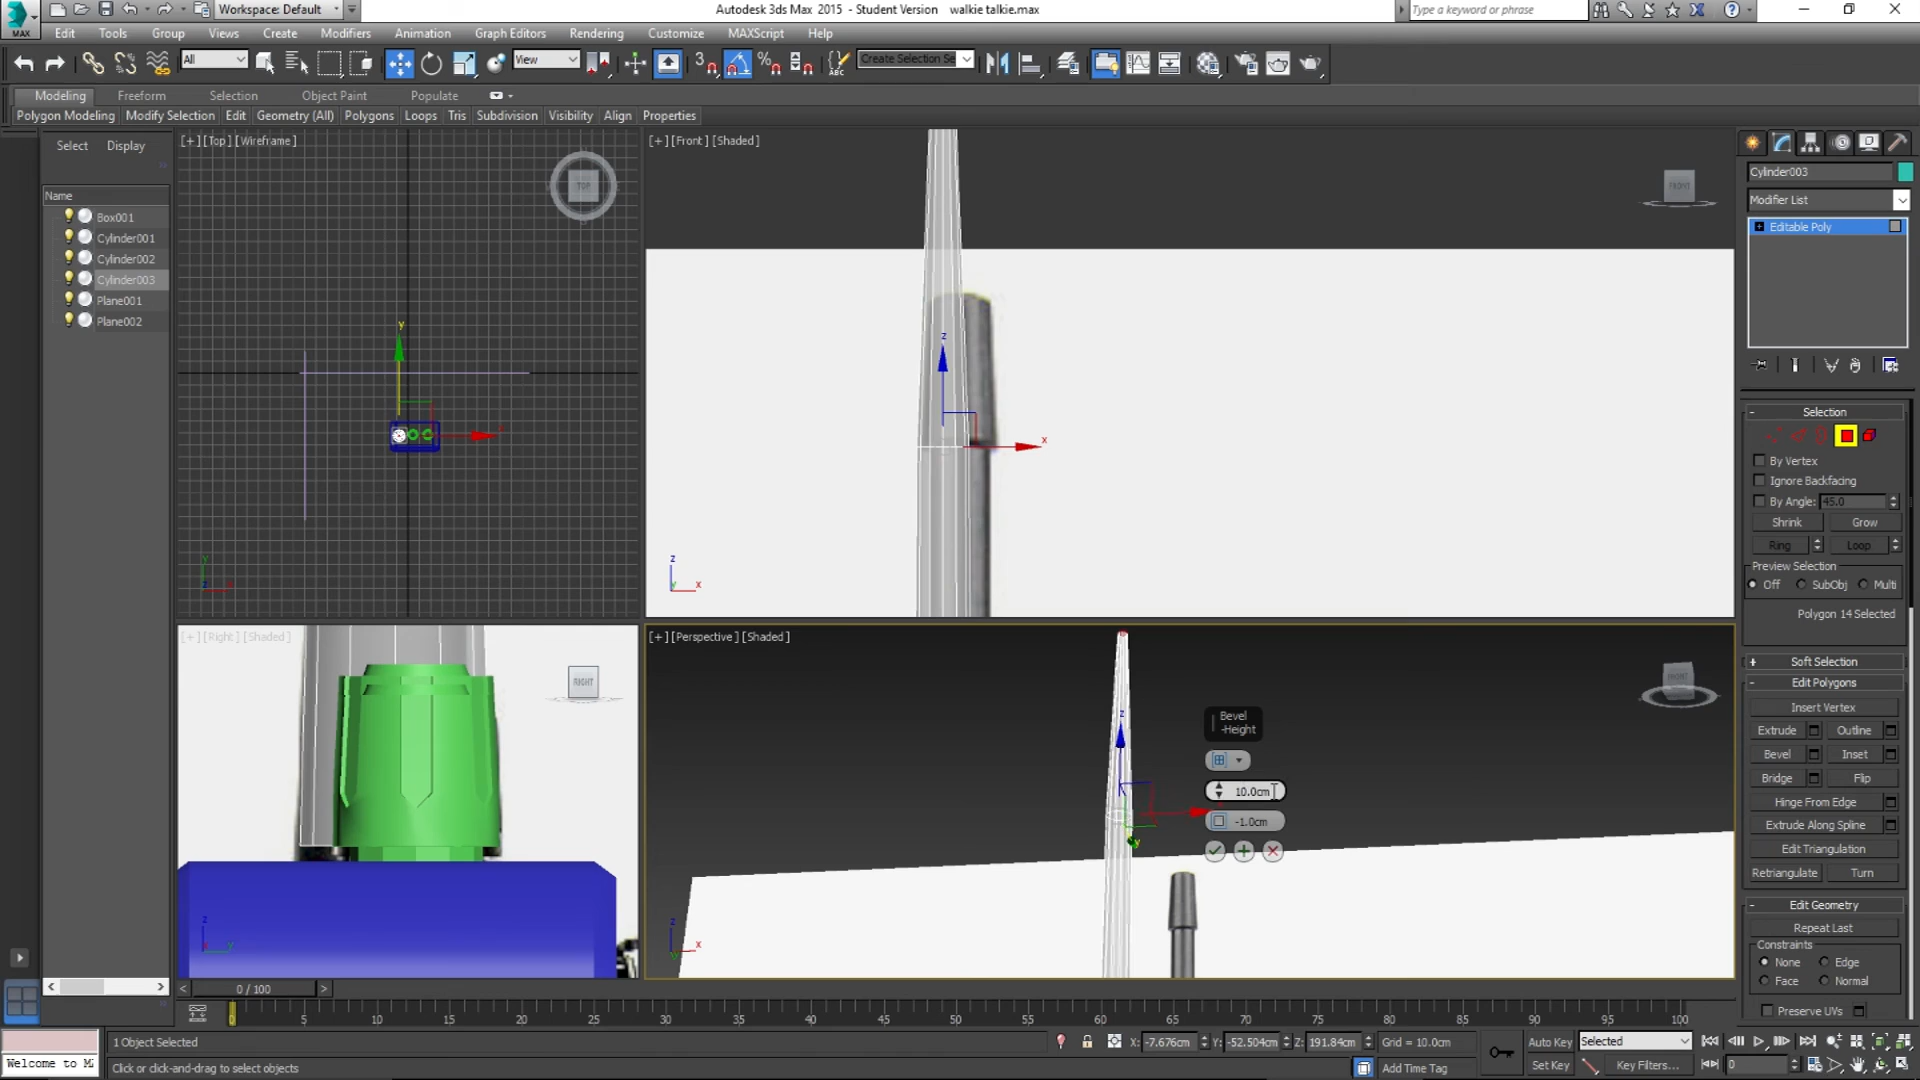 Workspace: Default
Autodesk 3ds Max 2015 - Student Version walkie talkie.max
Type a keyword or phrase
MAX
Edit Tools Group Views Create Modifiers Animation Graph Editors Rendering Customize MAXScript Help
All
View
3
Create Selection Se
ABC
Modeling Freeform Selection Object Paint Populate
Polygon Modeling Modify Selection Edit Geometry (All) Polygons Loops Tris Subdivision Visibility Align Properties
Select Display
Name
Box001
Cylinder001
Cylinder002
Cylinder003
Plane001
Plane002
[+] [Top] [Wireframe]
TOP
y
x
z
[+] [Front] [Shaded]
FRONT
z
x
z
x
y
[+] [Right] [Shaded]
RIGHT
z
y
x
[+] [Perspective] [Shaded]
RIGHT
z
y
z
x
Bevel
-Height
10.0cm
-1.0cm
Cylinder003
Modifier List
Editable Poly
Selection
By Vertex
Ignore Backfacing
By Angle: 45.0
Shrink Grow
Ring Loop
Preview Selection
Off SubObj Multi
Polygon 14 Selected
Soft Selection
Edit Polygons
Insert Vertex
Extrude Outline
Bevel Inset
Bridge Flip
Hinge From Edge
Extrude Along Spline
Edit Triangulation
Retriangulate Turn
Edit Geometry
Repeat Last
Constraints
None Edge
Face Normal
Preserve UVs
0 / 100
0 5 10 15 20 25 30 35 40 45 50 55 60 65 70 75 80 85 90 95 100
1 Object Selected
X: -7.676cm Y: -52.504cm Z: 191.84cm Grid = 10.0cm
Auto Key Selected
Welcome to M
Click or click-and-drag to select objects
Add Time Tag
Set Key Key Filters...
0